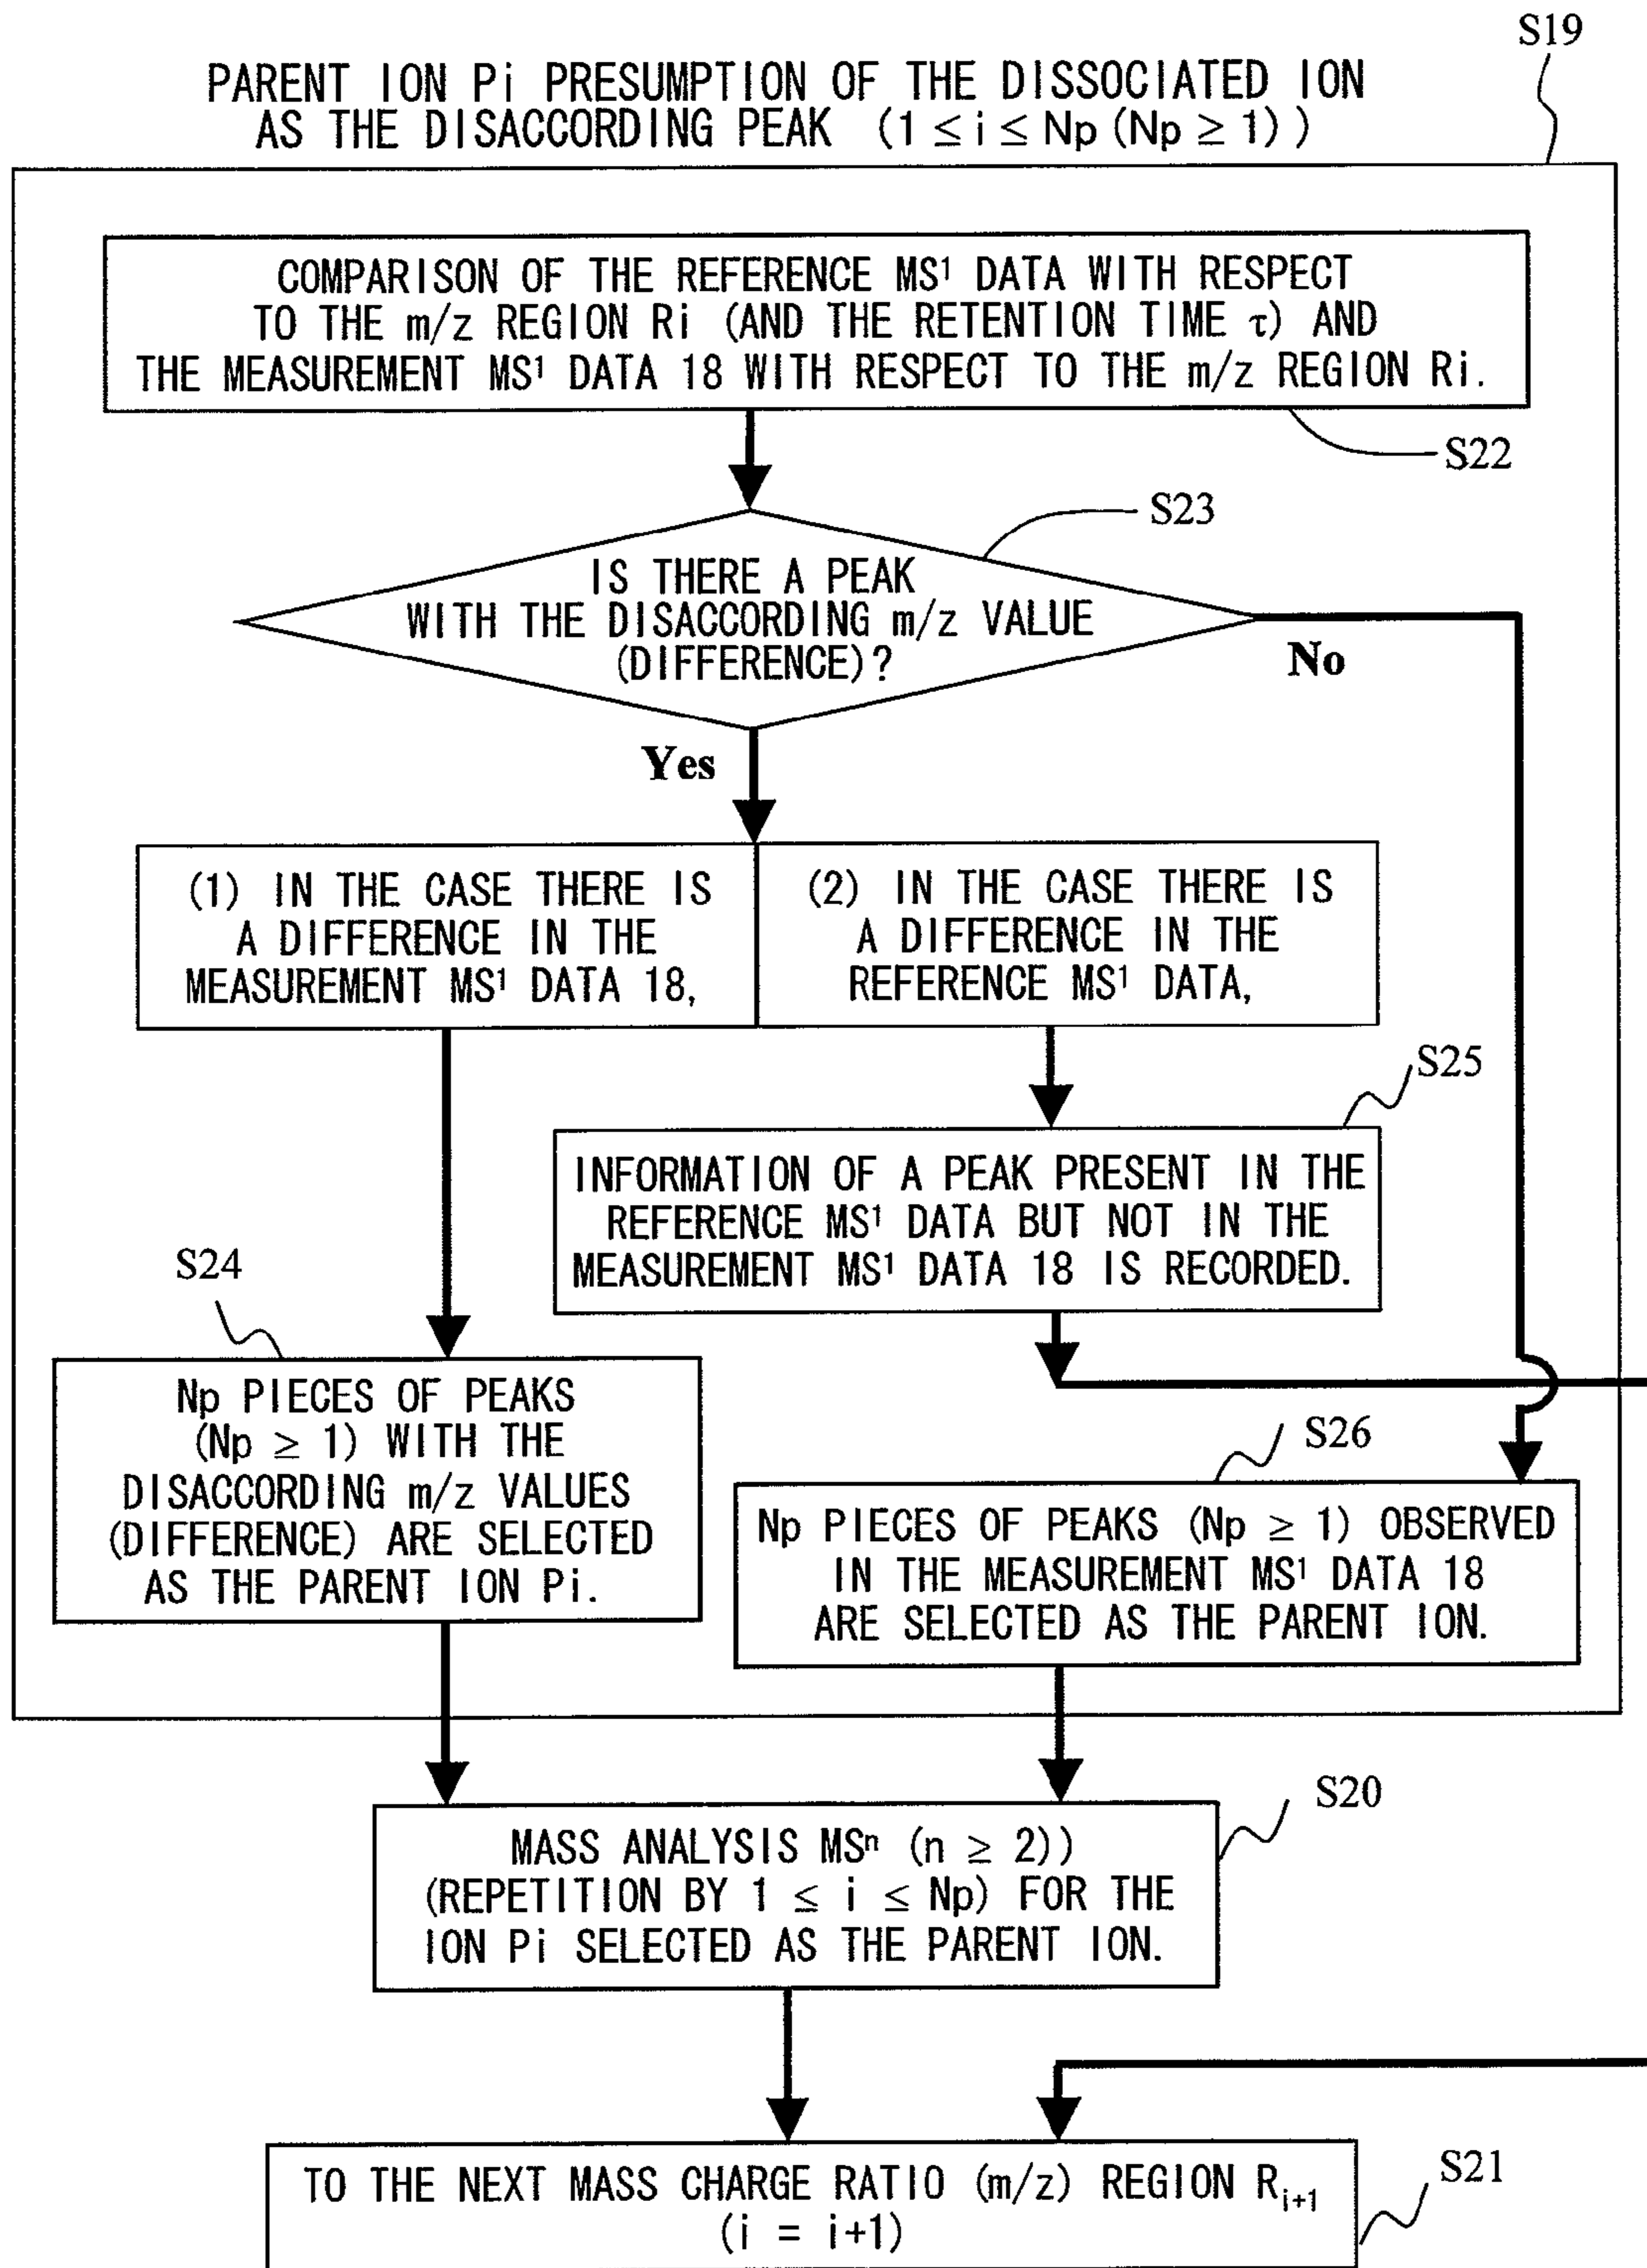 S19
PARENT ION Pi PRESUMPTION OF THE DISSOCIATED ION
AS THE DISACCORDING PEAK (1 ≤ i ≤ Np (Np ≥ 1))
COMPARISON OF THE REFERENCE MS¹ DATA WITH RESPECT
TO THE m/z REGION Ri (AND THE RETENTION TIME τ) AND
THE MEASUREMENT MS¹ DATA 18 WITH RESPECT TO THE m/z REGION Ri.
S22
S23
IS THERE A PEAK
WITH THE DISACCORDING m/z VALUE
(DIFFERENCE)?
No
Yes
(1) IN THE CASE THERE IS
A DIFFERENCE IN THE
MEASUREMENT MS¹ DATA 18,
(2) IN THE CASE THERE IS
A DIFFERENCE IN THE
REFERENCE MS¹ DATA,
S25
INFORMATION OF A PEAK PRESENT IN THE
REFERENCE MS¹ DATA BUT NOT IN THE
MEASUREMENT MS¹ DATA 18 IS RECORDED.
S24
Np PIECES OF PEAKS
(Np ≥ 1) WITH THE
DISACCORDING m/z VALUES
(DIFFERENCE) ARE SELECTED
AS THE PARENT ION Pi.
S26
Np PIECES OF PEAKS (Np ≥ 1) OBSERVED
IN THE MEASUREMENT MS¹ DATA 18
ARE SELECTED AS THE PARENT ION.
S20
MASS ANALYSIS MSⁿ (n ≥ 2))
(REPETITION BY 1 ≤ i ≤ Np) FOR THE
ION Pi SELECTED AS THE PARENT ION.
S21
TO THE NEXT MASS CHARGE RATIO (m/z) REGION Rᵢ₊₁
(i = i+1)